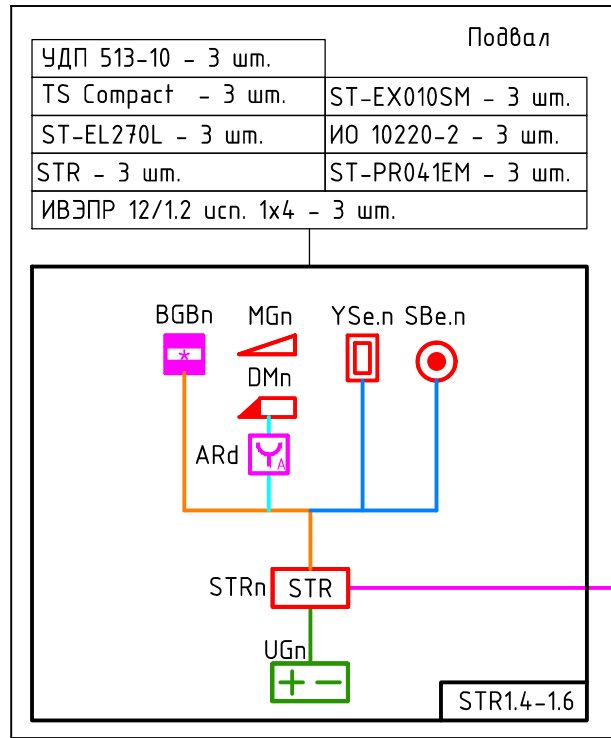 Подвал
УДП 513-10 - 3 шт.
TS Compact - 3 шт.
ST-EX010SM - 3 шт.
ST-EL270L - 3 шт.
ИО 10220-2 - 3 шт.
STR - 3 шт.
ST-PR041EM - 3 шт.
ИВЭПР 12/1.2 исп. 1х4 - 3 шт.
BGBn
MGn
YSe.n
SBe.n
*
DMn
ARd
A
STRn
STR
UGn
+ -
STR1.4-1.6